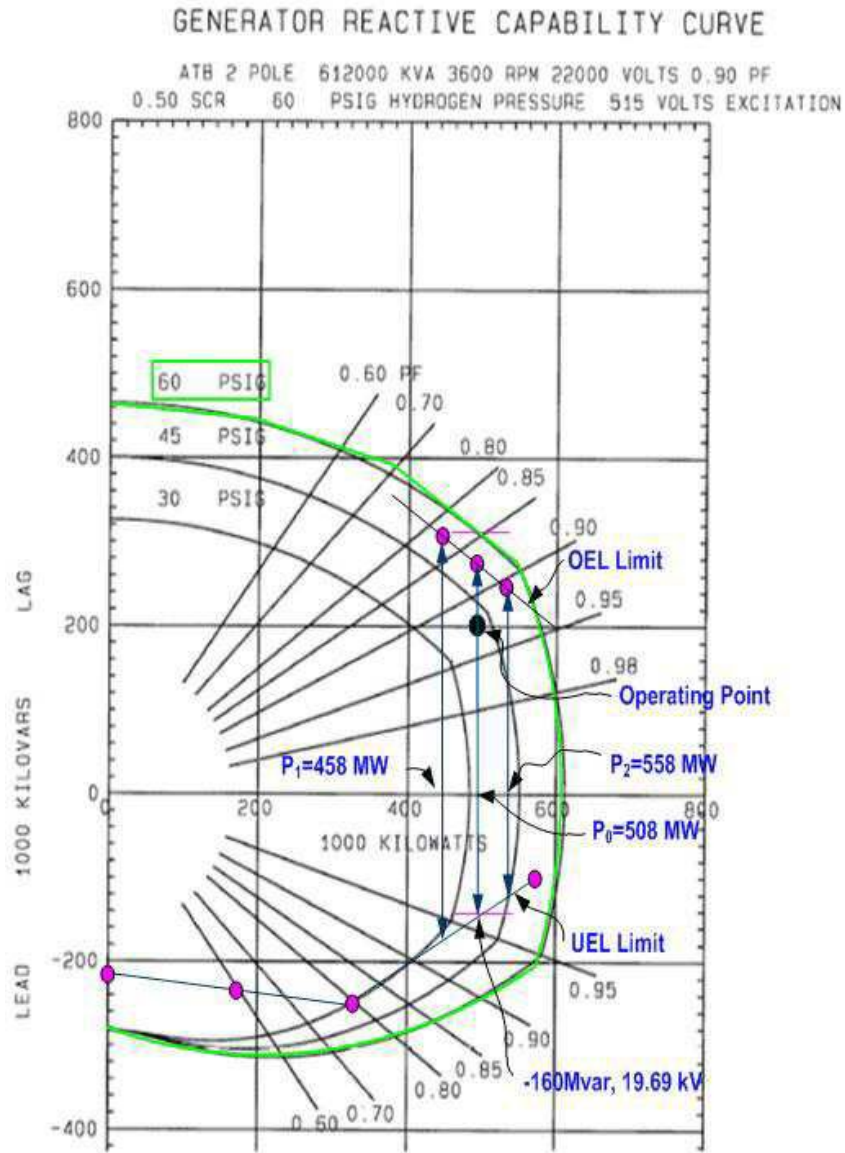 GENERATOR REACTIVE CAPABILITY CURVE
ATB 2 POLE 612000 KVA 3600 RPM 22000 VOLTS 0.90 PF
0.50 SCR 60 PSIG HYDROGEN PRESSURE 515 VOLTS EXCITATION
800
600
60 PSIG
0.60 PF
0.70
45 PSIG
400
0.80
0.85
30 PSIG
0.90
OEL Limit
LAG
200
0.95
0.98
Operating Point
1000 KILOVARS
P1=458 MW
P2=558 MW
0
0 200 400 600 800
P0=508 MW
1000 KILOWATTS
UEL Limit
-200
0.95
LEAD
0.90
0.85
0.80
-160Mvar, 19.69 kV
0.70
0.60
-400